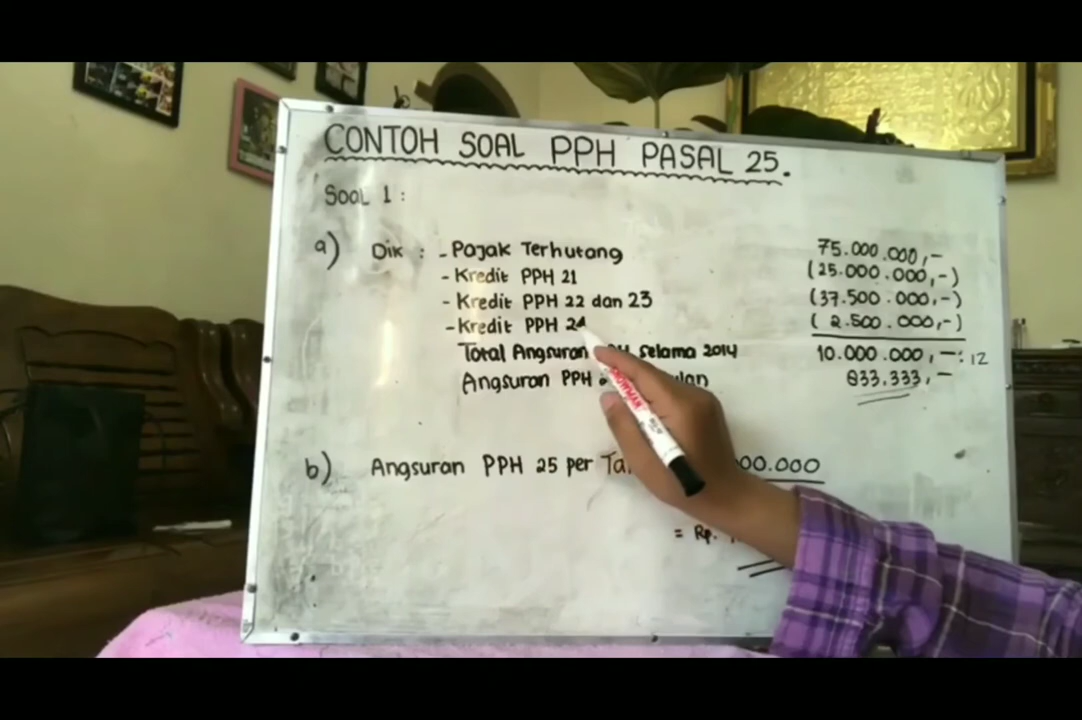 CONTOH SOAL PPH PASAL 25.
Soal 1 :
a) Dik : - Pajak Terhutang 75.000.000,-
- Kredit PPH 21 (25.000.000,-)
- Kredit PPH 22 dan 23 (37.500.000,-)
- Kredit PPH 24 (2.500.000,-)
Total Angsuran selama 2014 10.000.000,- : 12
Angsuran PPH 833.333,-
b) Angsuran PPH 25 per
= Rp.
SNOWMAN